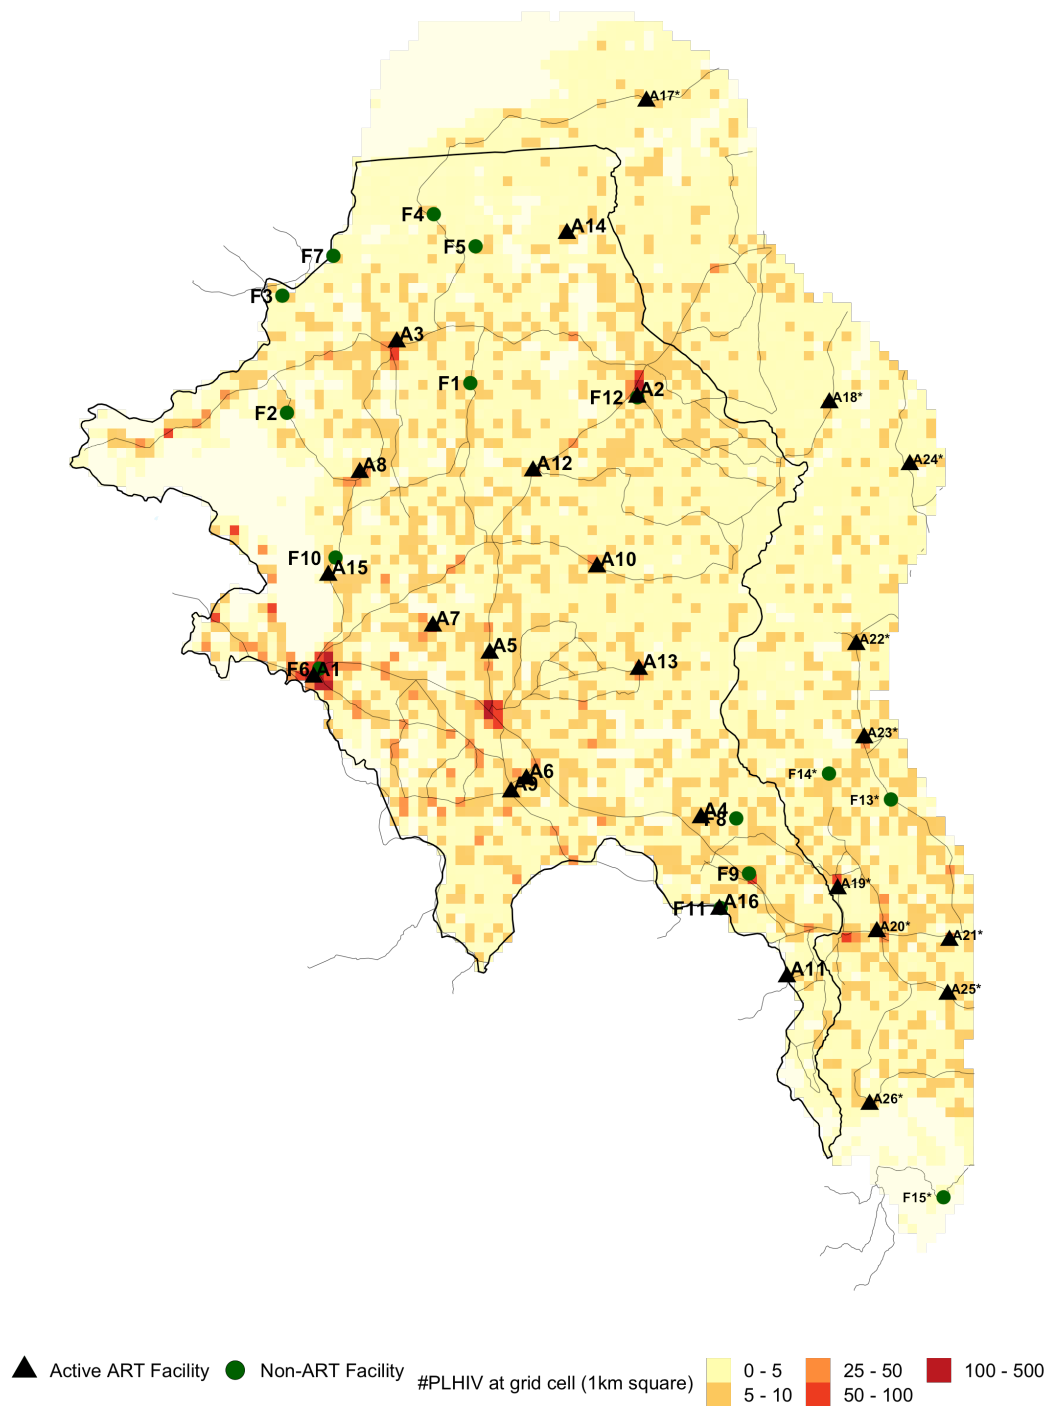 A17*
F4
A14
F5
F7
F3
A3
F1
F12 A2
A18*
F2
A8
A12
A24*
F10
A15
A10
A7
A5
A22*
F6 A1
A13
A23*
F14*
A6
A9
F13*
A4
F8
F9
A19*
F11 A16
A20*
A21*
A11
A25*
A26*
F15*
Active ART Facility
Non-ART Facility
#PLHIV at grid cell (1km square)
0 - 5
5 - 10
25 - 50
50 - 100
100 - 500